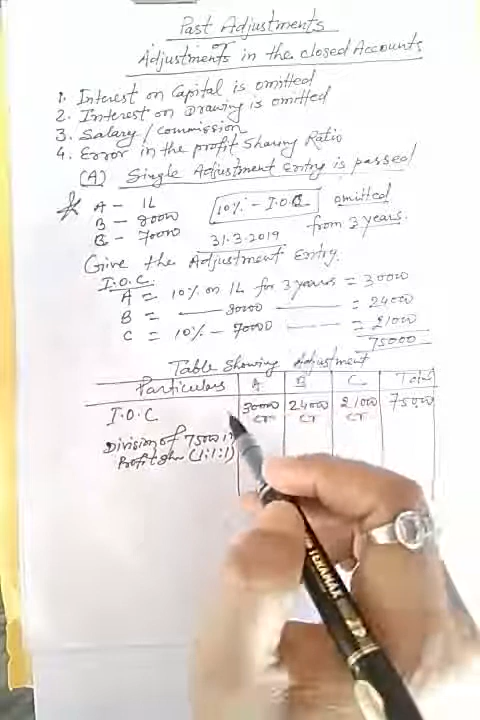 Past Adjustments
Adjustments in the closed Accounts
1. Interest on Capital is omitted
2. Interest on Drawing is omitted
3. Salary / commission
4. Error in the profit Sharing Ratio
(A) Single Adjustment Entry is passed
A - 1L
B - 80000
C - 70000
10% - I.O.C omitted
31.3.2019 from 3 years.
Give the Adjustment Entry.
I.O.C.
A = 10% on 1L for 3 years = 30000
B = 80000 = 24000
C = 10% - 70000 = 21000
75000
Table Showing Adjustment
Particulars A B C Total
I.O.C 30000 24000 21000 75000
Cr Cr Cr
Division of 75000 in
Profit (1:1:1)
TEXAMAX